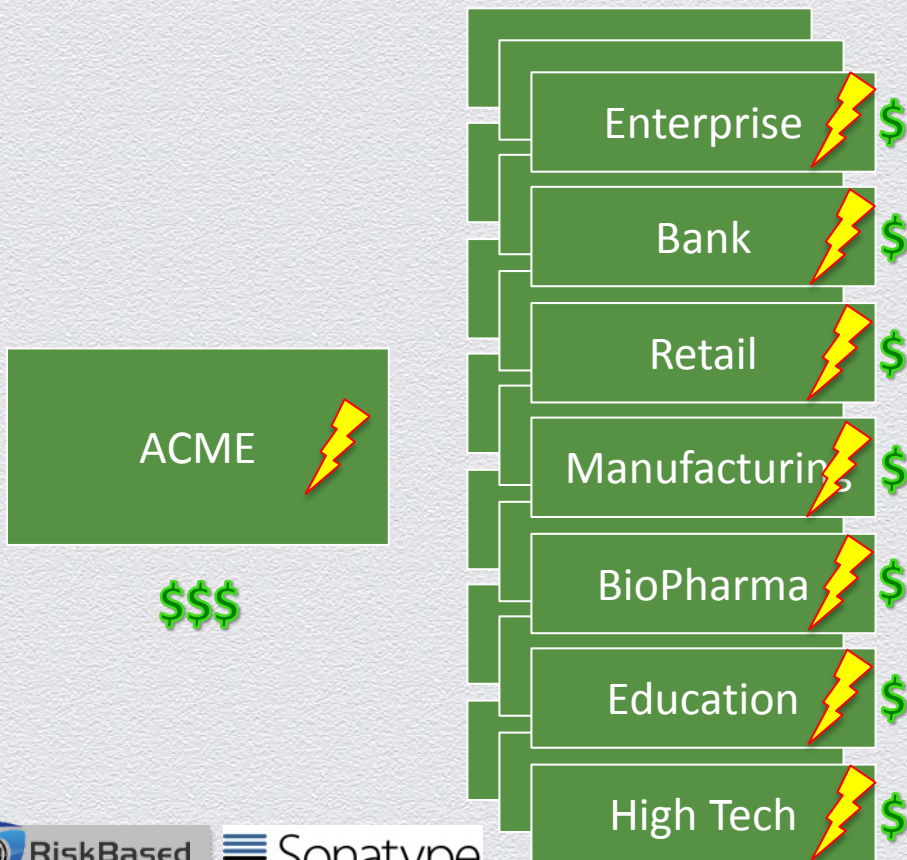 Enterprise $
Bank $
Retail $
ACME
Manufacturing $
$$$
BioPharma $
Education $
High Tech $
RiskBased
Sonatype